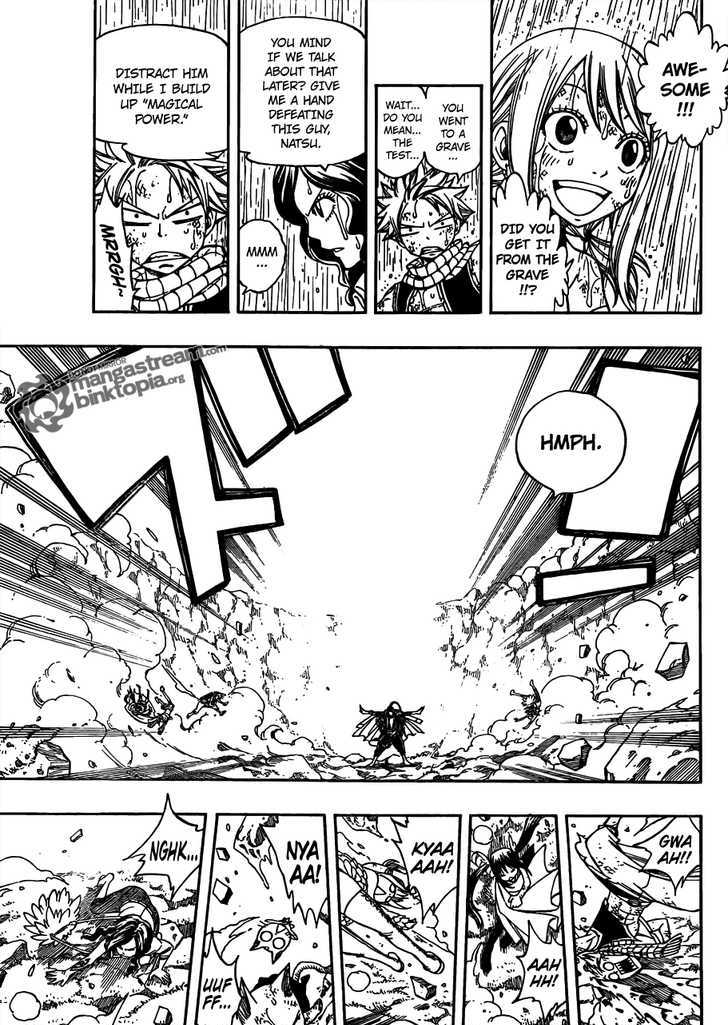 AWE-
SOME
!!!
DID YOU
GET IT
FROM THE
GRAVE
!!?
YOU
WENT TO
A GRAVE
...
WAIT...
DO YOU
MEAN...
THE
TEST...
YOU MIND
IF WE TALK
ABOUT THAT
LATER? GIVE
ME A HAND
DEFEATING
THIS GUY,
NATSU.
MMM
...
DISTRACT HIM
WHILE I BUILD
UP "MAGICAL
POWER."
MRRGH~
mangastream.com
binktopia.org
HMPH.
ドッ
GWA
AH!!
AAH
HH!
KYAA
AAH!
NYA
AA!
UUF
FF...
NGHK...